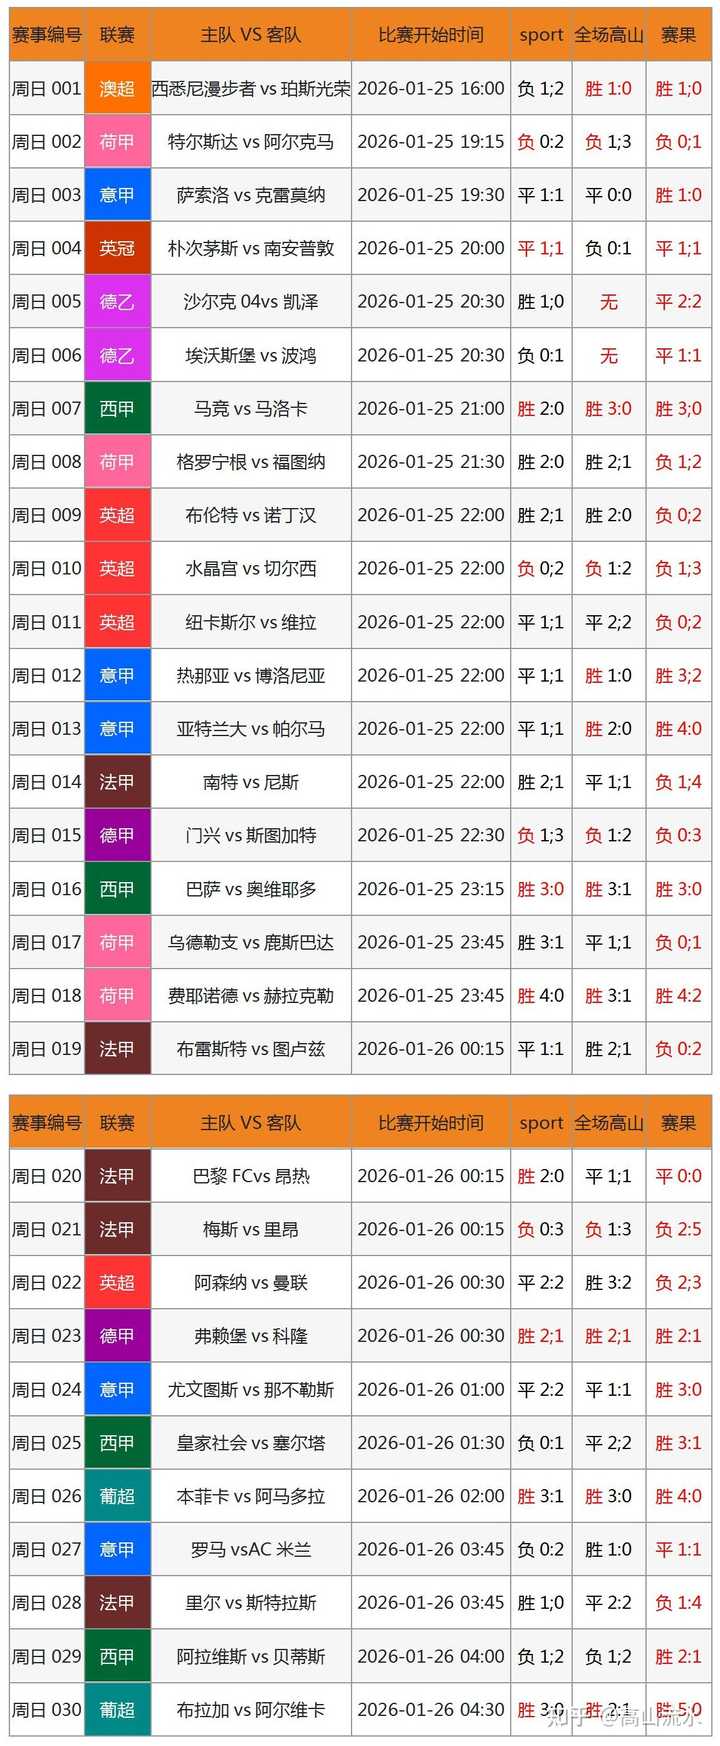 赛事编号 联赛 主队 VS 客队 比赛开始时间 sport 全场高山 赛果
周日 001 澳超 西悉尼漫步者 vs 珀斯光荣 2026-01-25 16:00 负 1;2 胜 1:0 胜 1;0
周日 002 荷甲 特尔斯达 vs 阿尔克马 2026-01-25 19:15 负 0:2 负 1;3 负 0;1
周日 003 意甲 萨索洛 vs 克雷莫纳 2026-01-25 19:30 平 1:1 平 0:0 胜 1:0
周日 004 英冠 朴次茅斯 vs 南安普敦 2026-01-25 20:00 平 1;1 负 0:1 平 1;1
周日 005 德乙 沙尔克 04vs 凯泽 2026-01-25 20:30 胜 1;0 无 平 2:2
周日 006 德乙 埃沃斯堡 vs 波鸿 2026-01-25 20:30 负 0:1 无 平 1:1
周日 007 西甲 马竞 vs 马洛卡 2026-01-25 21:00 胜 2:0 胜 3:0 胜 3;0
周日 008 荷甲 格罗宁根 vs 福图纳 2026-01-25 21:30 胜 2:0 胜 2;1 负 1;2
周日 009 英超 布伦特 vs 诺丁汉 2026-01-25 22:00 胜 2;1 胜 2:0 负 0;2
周日 010 英超 水晶宫 vs 切尔西 2026-01-25 22:00 负 0;2 负 1:2 负 1;3
周日 011 英超 纽卡斯尔 vs 维拉 2026-01-25 22:00 平 1;1 平 2;2 负 0;2
周日 012 意甲 热那亚 vs 博洛尼亚 2026-01-25 22:00 平 1;1 胜 1:0 胜 3;2
周日 013 意甲 亚特兰大 vs 帕尔马 2026-01-25 22:00 平 1;1 胜 2:0 胜 4:0
周日 014 法甲 南特 vs 尼斯 2026-01-25 22:00 胜 2;1 平 1;1 负 1;4
周日 015 德甲 门兴 vs 斯图加特 2026-01-25 22:30 负 1;3 负 1:2 负 0:3
周日 016 西甲 巴萨 vs 奥维耶多 2026-01-25 23:15 胜 3:0 胜 3:1 胜 3:0
周日 017 荷甲 乌德勒支 vs 鹿斯巴达 2026-01-25 23:45 胜 3:1 平 1;1 负 0;1
周日 018 荷甲 费耶诺德 vs 赫拉克勒 2026-01-25 23:45 胜 4:0 胜 3:1 胜 4:2
周日 019 法甲 布雷斯特 vs 图卢兹 2026-01-26 00:15 平 1:1 胜 2;1 负 0:2
赛事编号 联赛 主队 VS 客队 比赛开始时间 sport 全场高山 赛果
周日 020 法甲 巴黎 FCvs 昂热 2026-01-26 00:15 胜 2:0 平 1;1 平 0:0
周日 021 法甲 梅斯 vs 里昂 2026-01-26 00:15 负 0:3 负 1:3 负 2:5
周日 022 英超 阿森纳 vs 曼联 2026-01-26 00:30 平 2:2 胜 3:2 负 2;3
周日 023 德甲 弗赖堡 vs 科隆 2026-01-26 00:30 胜 2;1 胜 2;1 胜 2:1
周日 024 意甲 尤文图斯 vs 那不勒斯 2026-01-26 01:00 平 2:2 平 1:1 胜 3:0
周日 025 西甲 皇家社会 vs 塞尔塔 2026-01-26 01:30 负 0:1 平 2;2 胜 3:1
周日 026 葡超 本菲卡 vs 阿马多拉 2026-01-26 02:00 胜 3:1 胜 3:0 胜 4:0
周日 027 意甲 罗马 vsAC 米兰 2026-01-26 03:45 负 0:2 胜 1:0 平 1:1
周日 028 法甲 里尔 vs 斯特拉斯 2026-01-26 03:45 胜 1;0 平 2:2 负 1:4
周日 029 西甲 阿拉维斯 vs 贝蒂斯 2026-01-26 04:00 负 1;2 负 1;2 胜 2:1
周日 030 葡超 布拉加 vs 阿尔维卡 2026-01-26 04:30 胜 3:0 胜 2:1 胜 5:0
知乎 @高山流水